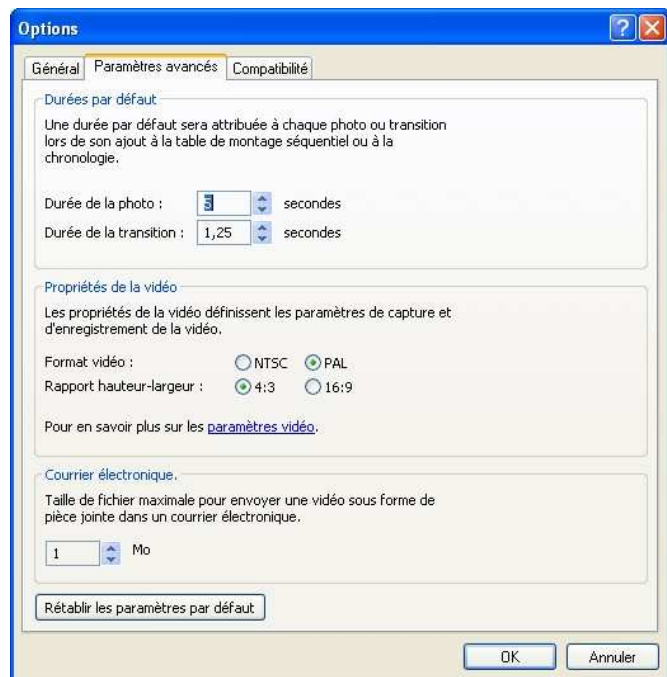 Options
Général Paramètres avancés Compatibilité
Durées par défaut
Une durée par défaut sera attribuée à chaque photo ou transition
lors de son ajout à la table de montage séquentiel ou à la
chronologie.
Durée de la photo : 3 secondes
Durée de la transition : 1,25 secondes
Propriétés de la vidéo
Les propriétés de la vidéo définissent les paramètres de capture et
d'enregistrement de la vidéo.
Format vidéo : NTSC PAL
Rapport hauteur-largeur : 4:3 16:9
Pour en savoir plus sur les paramètres vidéo.
Courrier électronique.
Taille de fichier maximale pour envoyer une vidéo sous forme de
pièce jointe dans un courrier électronique.
1 Mo
Rétablir les paramètres par défaut
OK Annuler